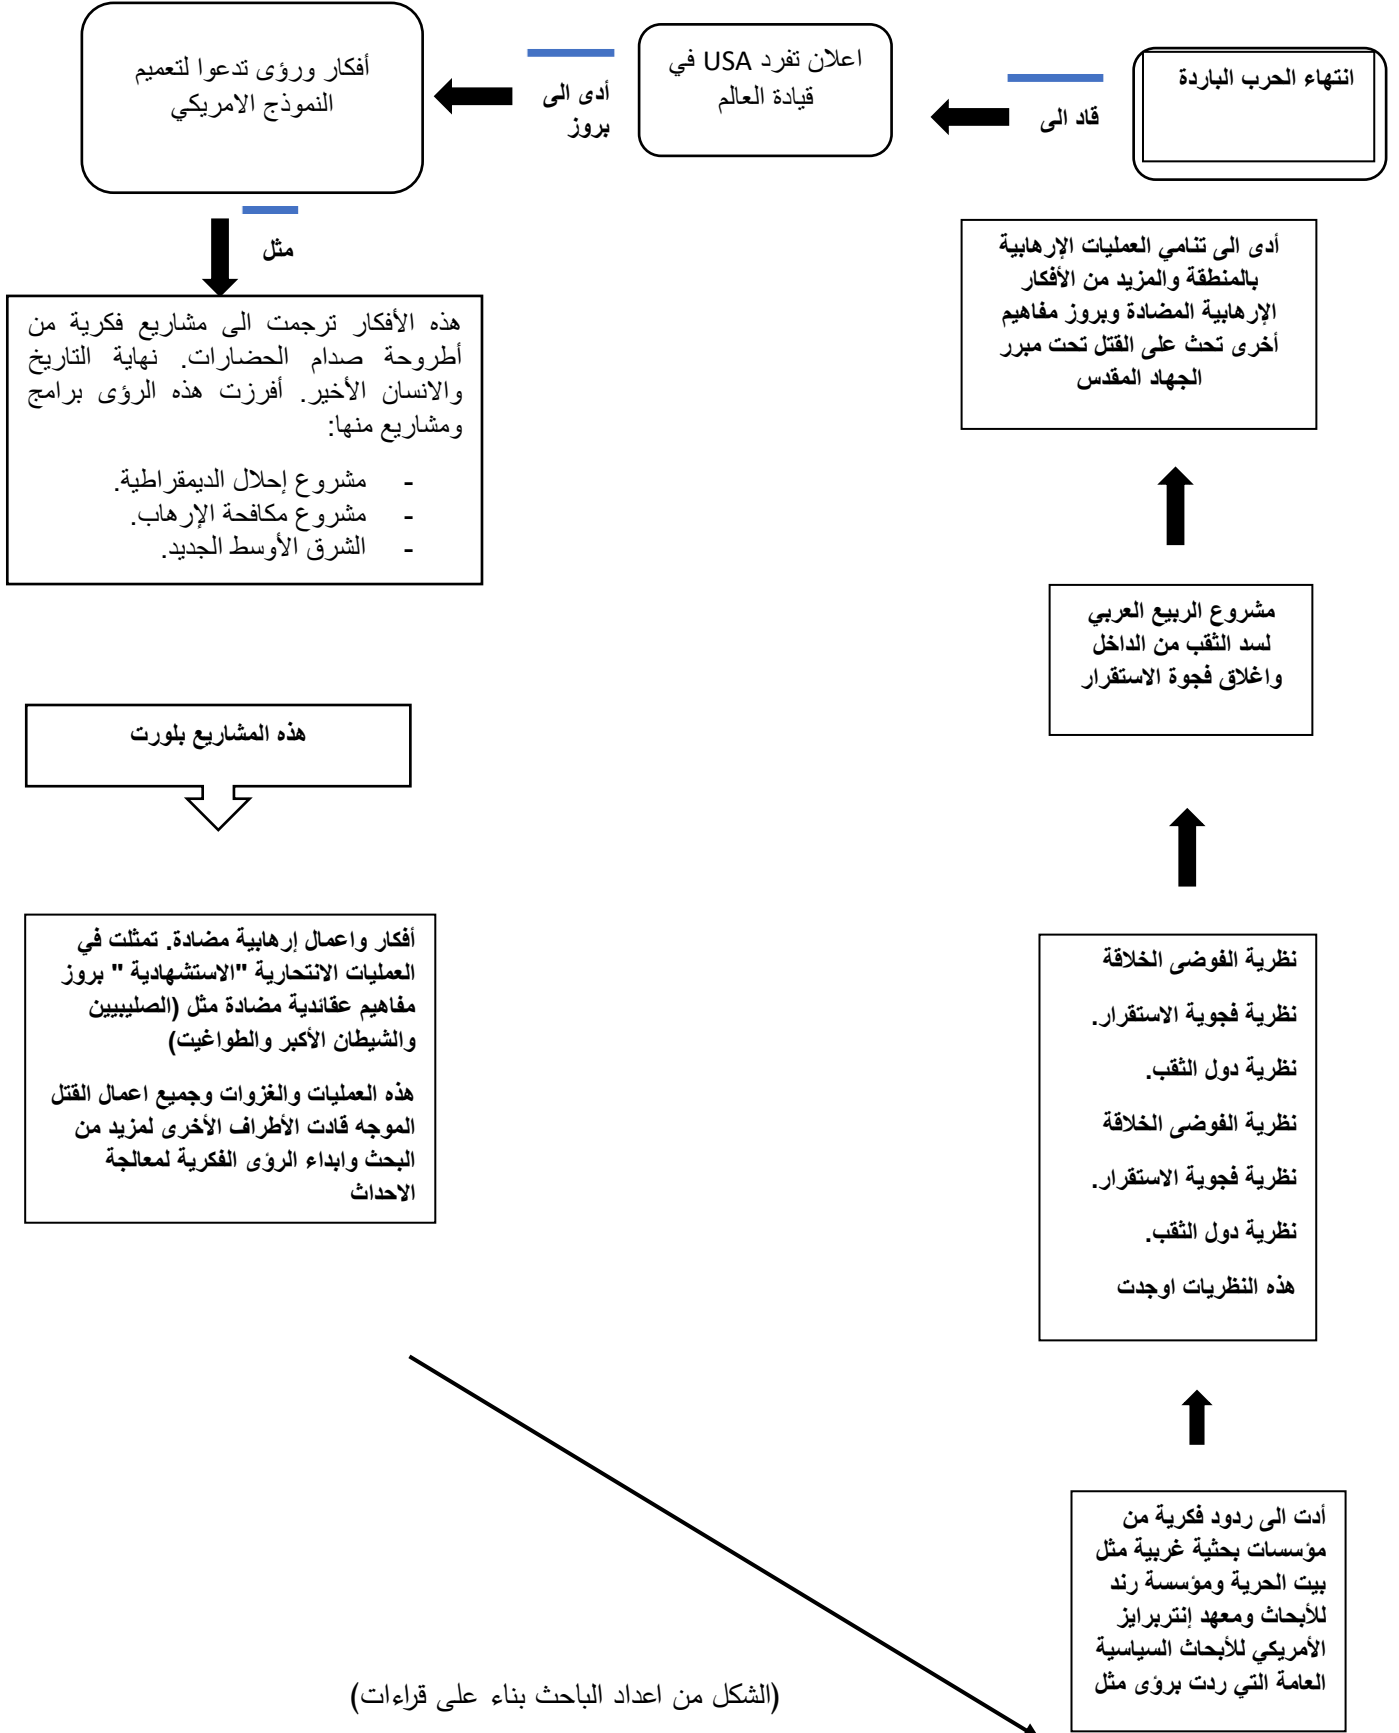 انتهاء الحرب الباردة
قاد الى
اعلان تفرد USA في
قيادة العالم
أدى الى
بروز
أفكار ورؤى تدعوا لتعميم
النموذج الامريكي
مثل
هذه الأفكار ترجمت الى مشاريع فكرية من
أطروحة صدام الحضارات. نهاية التاريخ
والانسان الأخير. أفرزت هذه الرؤى برامج
ومشاريع منها:
- مشروع إحلال الديمقراطية.
- مشروع مكافحة الإرهاب.
- الشرق الأوسط الجديد.
هذه المشاريع بلورت
أفكار واعمال إرهابية مضادة. تمثلت في
العمليات الانتحارية "الاستشهادية " بروز
مفاهيم عقائدية مضادة مثل (الصليبيين
والشيطان الأكبر والطواغيت)
هذه العمليات والغزوات وجميع اعمال القتل
الموجه قادت الأطراف الأخرى لمزيد من
البحث وابداء الرؤى الفكرية لمعالجة
الاحداث
أدت الى ردود فكرية من
مؤسسات بحثية غربية مثل
بيت الحرية ومؤسسة رند
للأبحاث ومعهد إنتربرايز
الأمريكي للأبحاث السياسية
العامة التي ردت برؤى مثل
نظرية الفوضى الخلاقة
نظرية فجوية الاستقرار.
نظرية دول الثقب.
نظرية الفوضى الخلاقة
نظرية فجوية الاستقرار.
نظرية دول الثقب.
هذه النظريات اوجدت
مشروع الربيع العربي
لسد الثقب من الداخل
واغلاق فجوة الاستقرار
أدى الى تنامي العمليات الإرهابية
بالمنطقة والمزيد من الأفكار
الإرهابية المضادة وبروز مفاهيم
أخرى تحث على القتل تحت مبرر
الجهاد المقدس
(الشكل من اعداد الباحث بناء على قراءات)